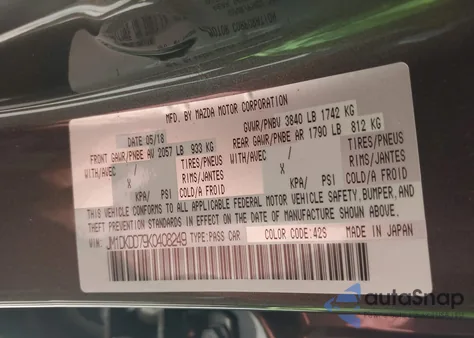 MFD. BY MAZDA MOTOR CORPORATION
DATE 05/18 GVWR/PNBV 3840 LB 1742 KG
FRONT GAWR/PNBE AV 2057 LB 933 KG REAR GAWR/PNBE AR 1790 LB 812 KG
WITH/AVEC / TIRES/PNEUS WITH/AVEC / TIRES/PNEUS
X RIMS/JANTES X RIMS/JANTES
KPA/ PSI COLD/A FROID KPA/ PSI COLD/A FROID
THIS VEHICLE CONFORMS TO ALL APPLICABLE FEDERAL MOTOR VEHICLE SAFETY, BUMPER, AND
THEFT PREVENTION STANDARDS IN EFFECT ON THE DATE OF MANUFACTURE SHOWN ABOVE.
VIN: TYPE: PASS CAR COLOR CODE: 42S MADE IN JAPAN
autoSnap